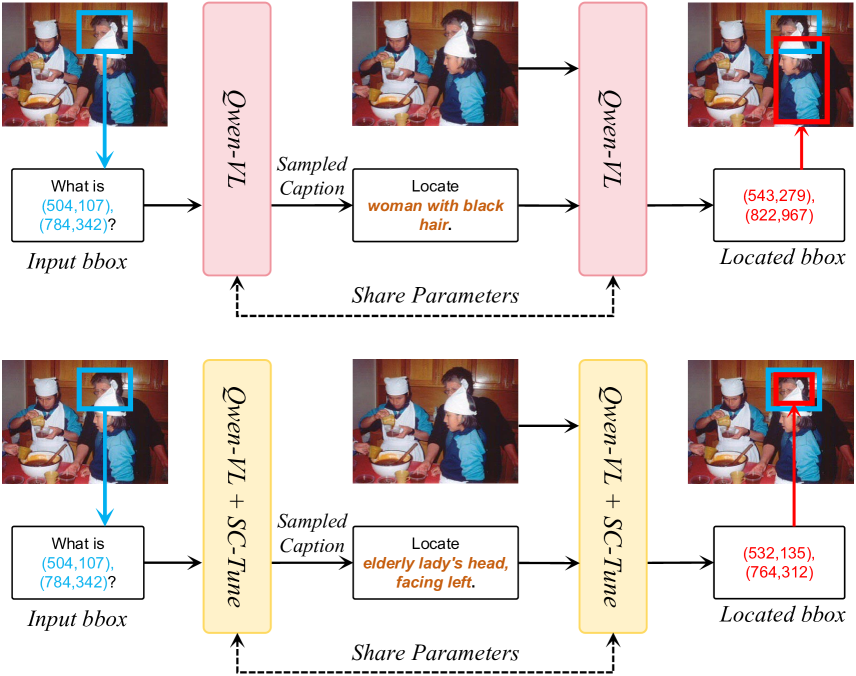 What is
(504,107),
(784,342)?
Input bbox
Qwen-VL
Sampled
Caption
Locate
woman with black
hair.
Qwen-VL
(543,279),
(822,967)
Located bbox
Share Parameters
What is
(504,107),
(784,342)?
Input bbox
Qwen-VL + SC-Tune
Sampled
Caption
Locate
elderly lady's head,
facing left.
Qwen-VL + SC-Tune
(532,135),
(764,312)
Located bbox
Share Parameters